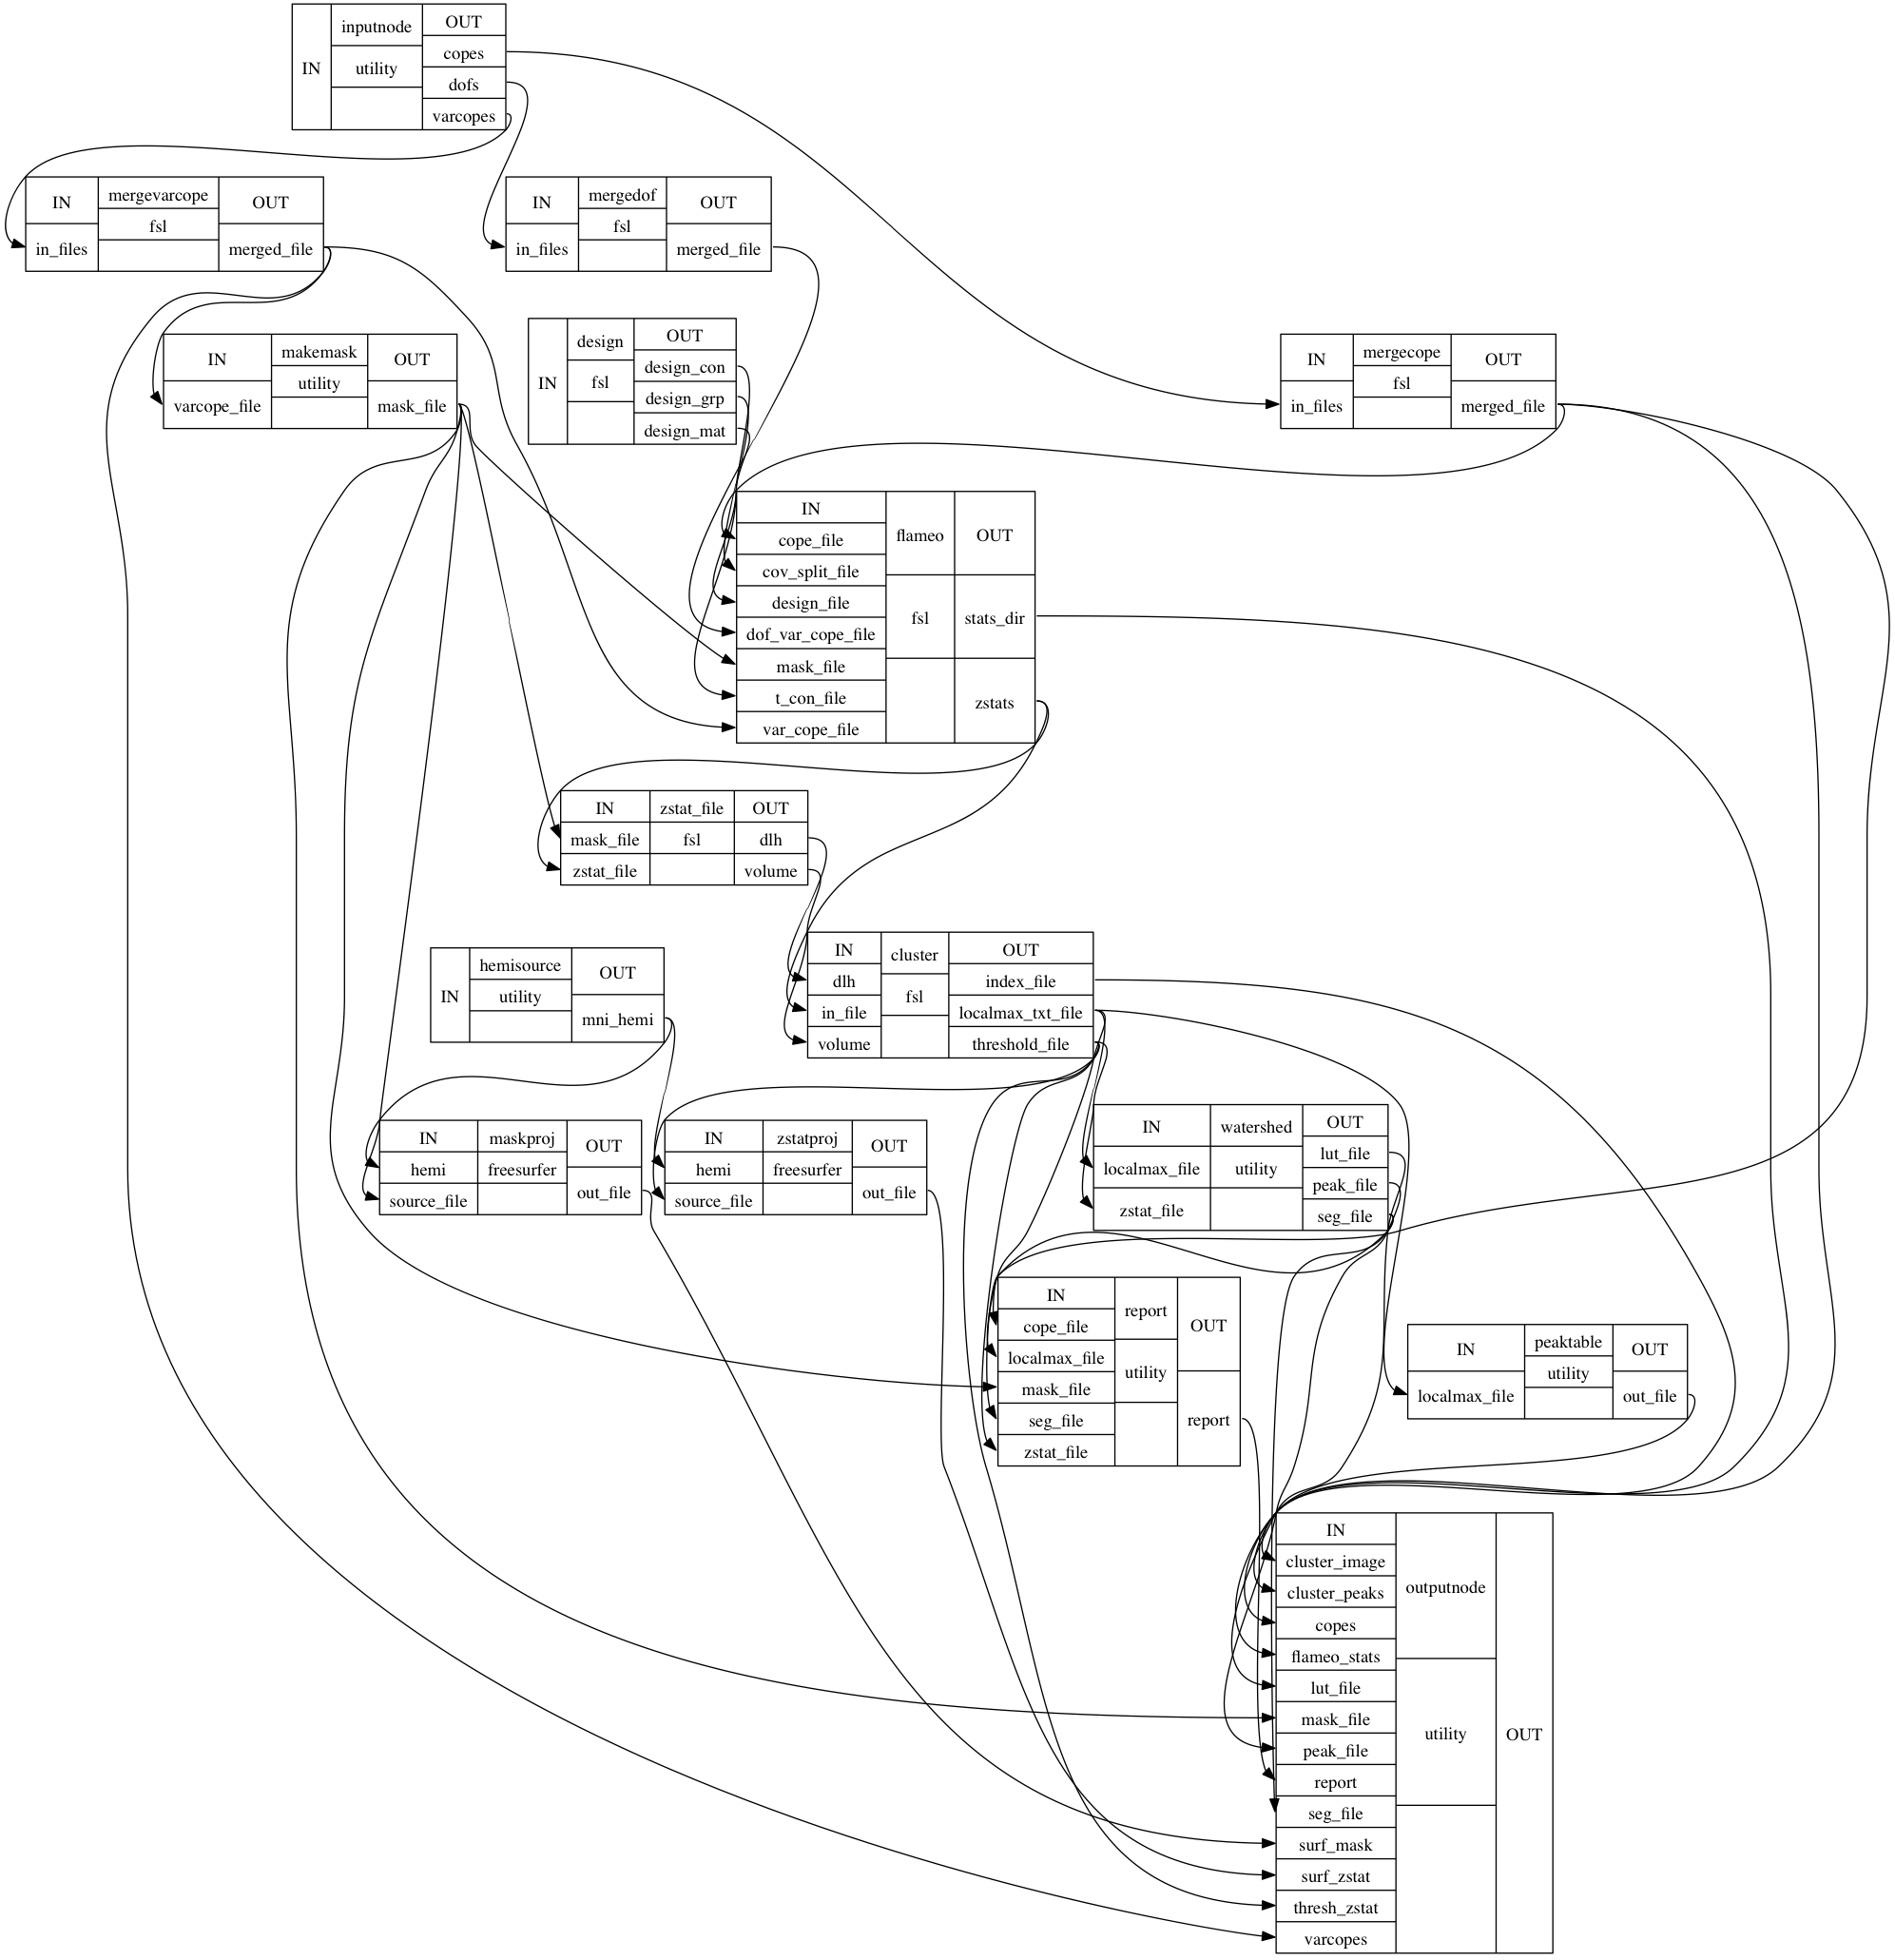 IN
inputnode
utility
OUT
copes
dofs
varcopes
IN
in_files
mergevarcope
fsl
OUT
merged_file
IN
in_files
mergedof
fsl
OUT
merged_file
IN
varcope_file
makemask
utility
OUT
mask_file
IN
design
fsl
OUT
design_con
design_grp
design_mat
IN
in_files
mergecope
fsl
OUT
merged_file
IN
cope_file
cov_split_file
design_file
dof_var_cope_file
mask_file
t_con_file
var_cope_file
flameo
fsl
OUT
stats_dir
zstats
IN
mask_file
zstat_file
zstat_file
fsl
OUT
dlh
volume
IN
hemisource
utility
OUT
mni_hemi
IN
dlh
in_file
volume
cluster
fsl
OUT
index_file
localmax_txt_file
threshold_file
IN
hemi
source_file
maskproj
freesurfer
OUT
out_file
IN
hemi
source_file
zstatproj
freesurfer
OUT
out_file
IN
localmax_file
zstat_file
watershed
utility
OUT
lut_file
peak_file
seg_file
IN
cope_file
localmax_file
mask_file
seg_file
zstat_file
report
utility
OUT
report
IN
localmax_file
peaktable
utility
OUT
out_file
IN
cluster_image
cluster_peaks
copes
flameo_stats
lut_file
mask_file
peak_file
report
seg_file
surf_mask
surf_zstat
thresh_zstat
varcopes
outputnode
utility
OUT